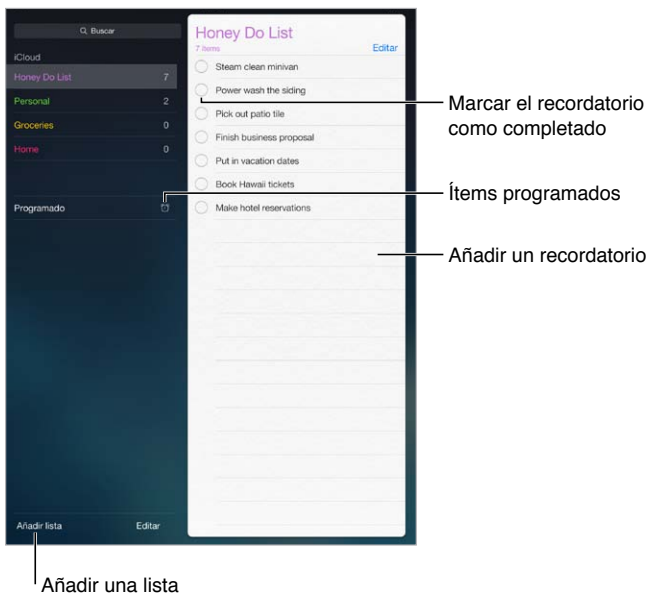 Buscar
iCloud
Honey Do List 7
Personal 2
Groceries 0
Home 0
Programado
Añadir lista Editar
Honey Do List
7 items Editar
Steam clean minivan
Power wash the siding
Pick out patio tile
Finish business proposal
Put in vacation dates
Book Hawaii tickets
Make hotel reservations
Marcar el recordatorio
como completado
Ítems programados
Añadir un recordatorio
Añadir una lista